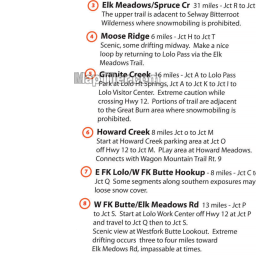 3 Elk Meadows/Spruce Cr 31 miles - Jct R to Jct
The upper trail is adacent to Selway Bitterroot
Wilderness where snowmobiling is prohibited.
4 Moose Ridge 6 miles - Jct H to Jct T
Scenic, some drifting midway. Make a nice
loop by returning to Lolo Pass via the Elk
Meadows Trail.
5 Granite Creek 16 miles - Jct A to Lolo Pass
Park at Lolo Ht Springs, Jct A to Jct K to Jct I to
Lolo Visitor Center. Extreme caution while
crossing Hwy 12. Portions of trail are adjacent
to the Great Burn area where snowmobiling is
prohibited.
6 Howard Creek 8 miles Jct o to Jct M
Start at Howard Creek parking area at Jct O
off Hwy 12 to Jct M. PLay area at Howard Meadows.
Connects with Wagon Mountain Trail Rt. 9
7 E FK Lolo/W FK Butte Hookup - 8 miles - Jct C to
Jct Q Some segments along southern exposures may
loose snow cover.
8 W FK Butte/Elk Meadows Rd 13 miles - Jct P
to Jct S. Start at Lolo Work Center off Hwy 12 at Jct P
and travel to Jct Q then to Jct S.
Scenic view at Westfork Butte Lookout. Extreme
drifting occurs three to four miles toward
Elk Medows Rd, impassable at times.